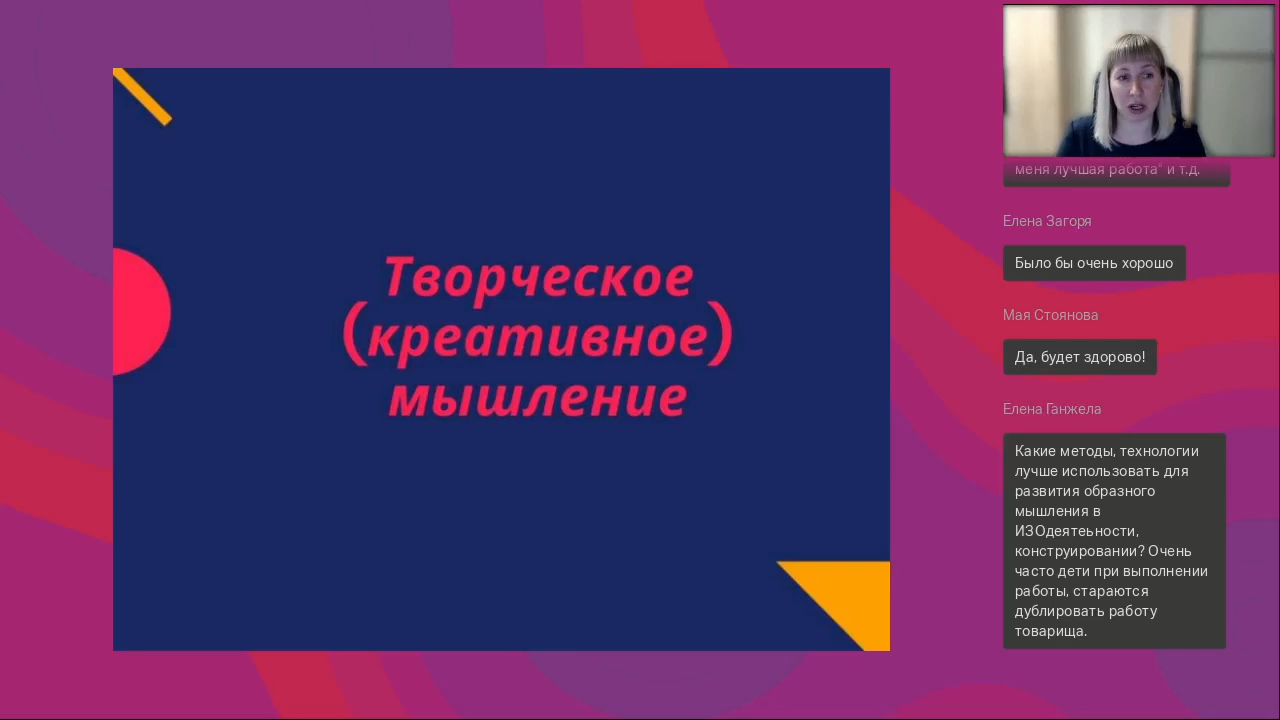 Творческое
(креативное)
мышление
меня лучшая работа" и т.д.
Елена Загоря
Было бы очень хорошо
Мая Стоянова
Да, будет здорово!
Елена Ганжела
Какие методы, технологии
лучше использовать для
развития образного
мышления в
ИЗОдеятеьности,
конструировании? Очень
часто дети при выполнении
работы, стараются
дублировать работу
товарища.